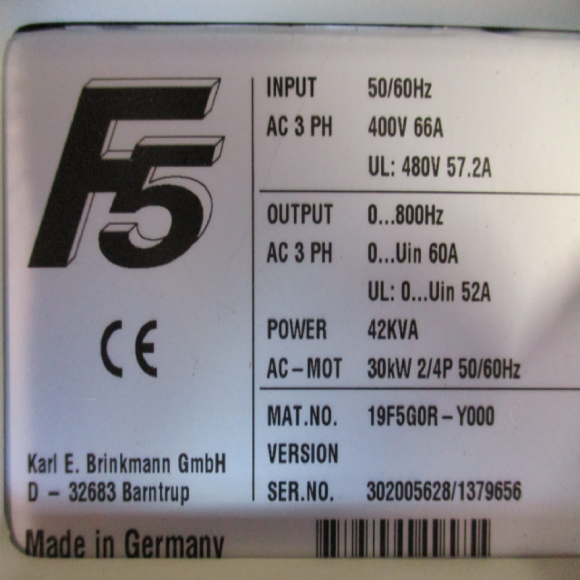 F5
CE
Karl E. Brinkmann GmbH
D – 32683 Barntrup
Made in Germany
INPUT 50/60Hz
AC 3 PH 400V 66A
UL: 480V 57.2A
OUTPUT 0...800Hz
AC 3 PH 0...Uin 60A
UL: 0...Uin 52A
POWER 42KVA
AC–MOT 30kW 2/4P 50/60Hz
MAT.NO. 19F5G0R–Y000
VERSION
SER.NO. 302005628/1379656